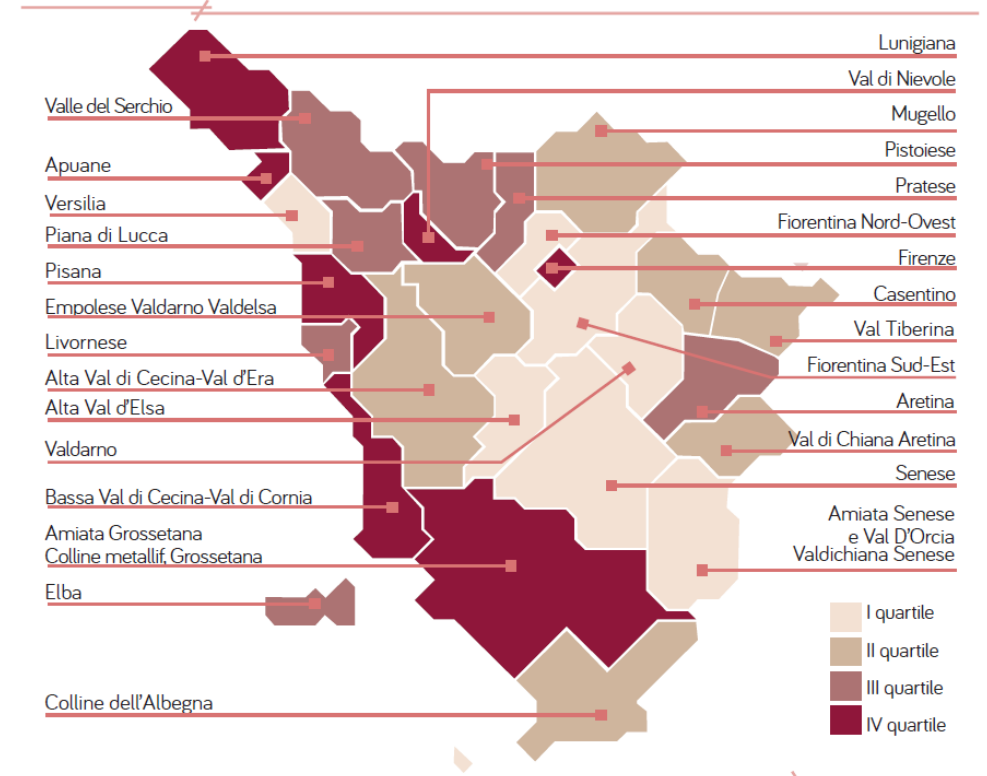 Lunigiana
Val di Nievole
Mugello
Pistoiese
Pratese
Fiorentina Nord-Ovest
Firenze
Casentino
Val Tiberina
Fiorentina Sud-Est
Aretina
Val di Chiana Aretina
Senese
Amiata Senese
e Val D'Orcia
Valdichiana Senese
Valle del Serchio
Apuane
Versilia
Piana di Lucca
Pisana
Empolese Valdarno Valdelsa
Livornese
Alta Val di Cecina-Val d'Era
Alta Val d'Elsa
Valdarno
Bassa Val di Cecina-Val di Cornia
Amiata Grossetana
Colline metallif, Grossetana
Elba
Colline dell'Albegna
I quartile
II quartile
III quartile
IV quartile